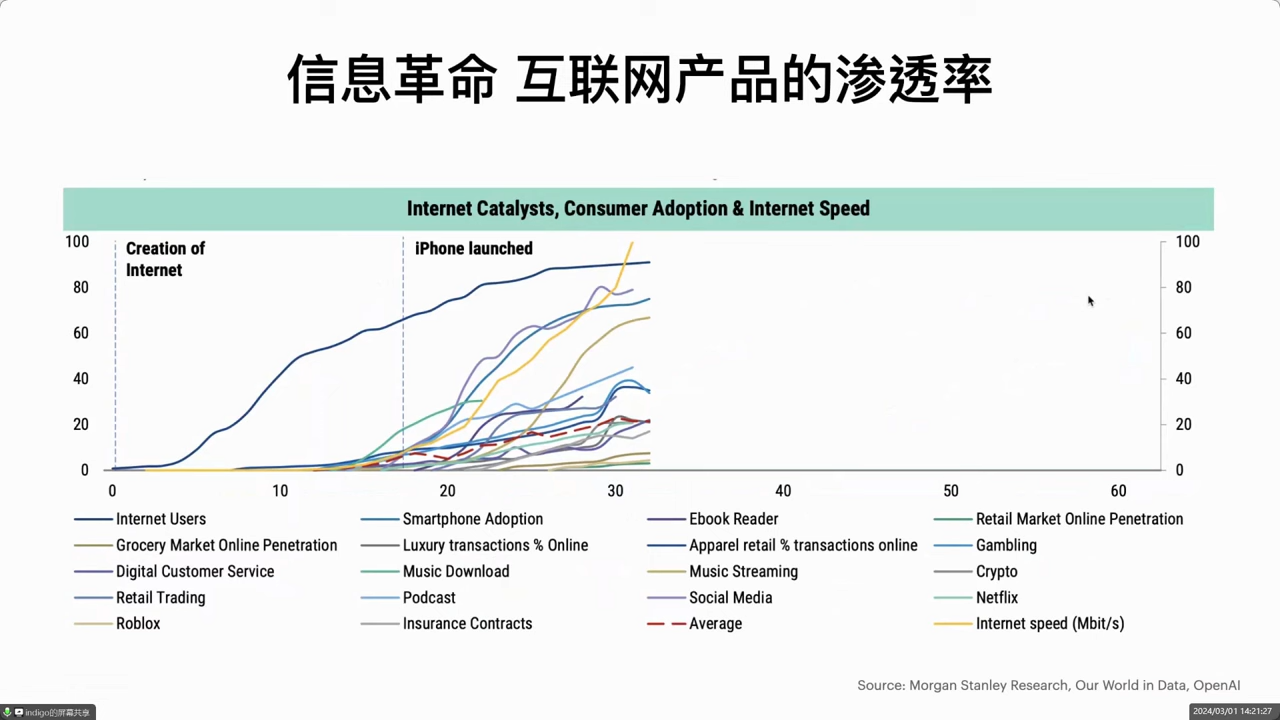 信息革命 互联网产品的渗透率
Internet Catalysts, Consumer Adoption & Internet Speed
100
80
60
40
20
0
Creation of
Internet
iPhone launched
100
80
60
40
20
0
0 10 20 30 40 50 60
Internet Users Smartphone Adoption Ebook Reader Retail Market Online Penetration
Grocery Market Online Penetration Luxury transactions % Online Apparel retail % transactions online Gambling
Digital Customer Service Music Download Music Streaming Crypto
Retail Trading Podcast Social Media Netflix
Roblox Insurance Contracts Average Internet speed (Mbit/s)
Source: Morgan Stanley Research, Our World in Data, OpenAI
indigo的屏幕共享
2024/03/01 14:21:27